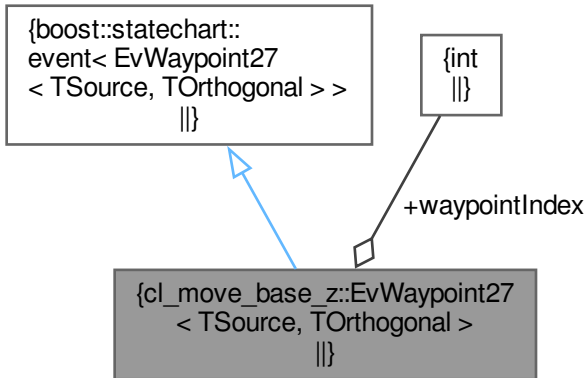 {boost::statechart::
event< EvWaypoint27
< TSource, TOrthogonal > >
||}
{int
||}
+waypointIndex
{cl_move_base_z::EvWaypoint27
< TSource, TOrthogonal >
||}